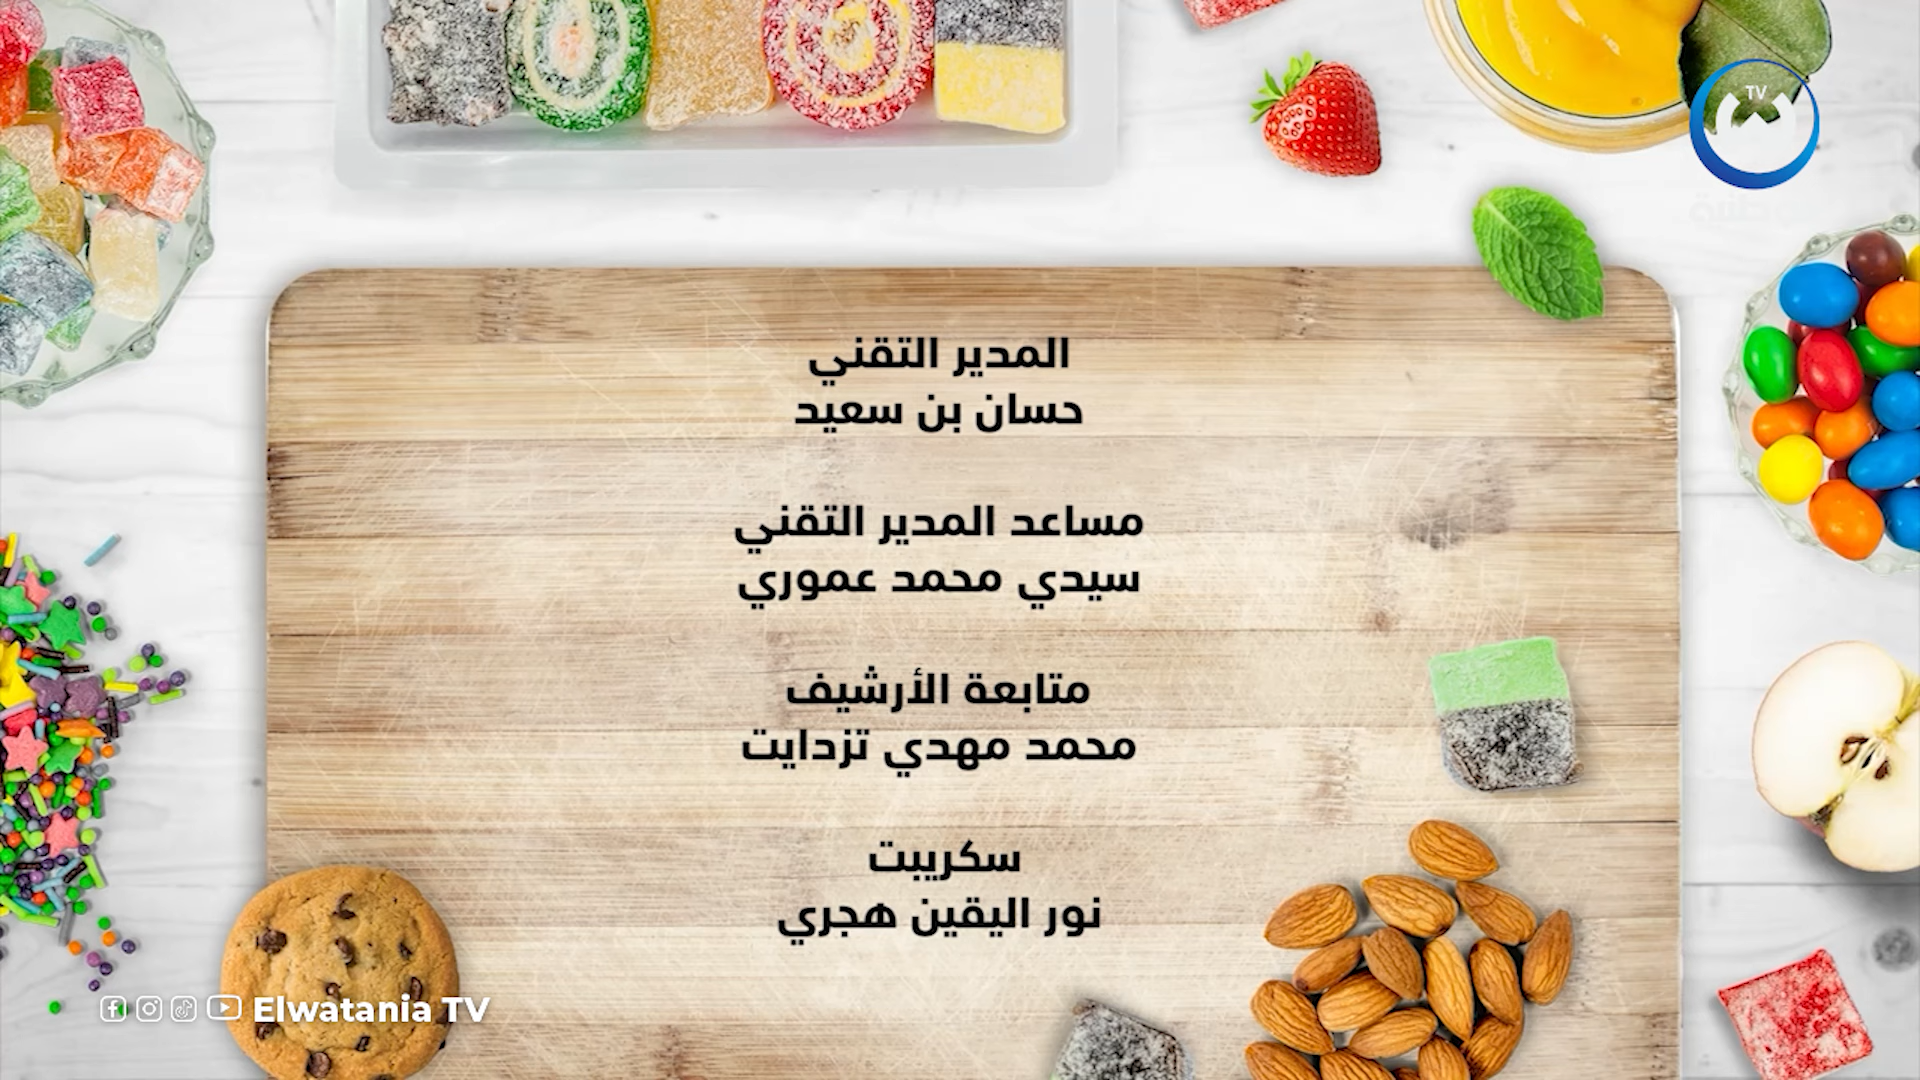 TV
المدير التقني
حسان بن سعيد
مساعد المدير التقني
سيدي محمد عموري
متابعة الأرشيف
محمد مهدي تزدايت
سكريبت
نور اليقين هجري
Elwatania TV